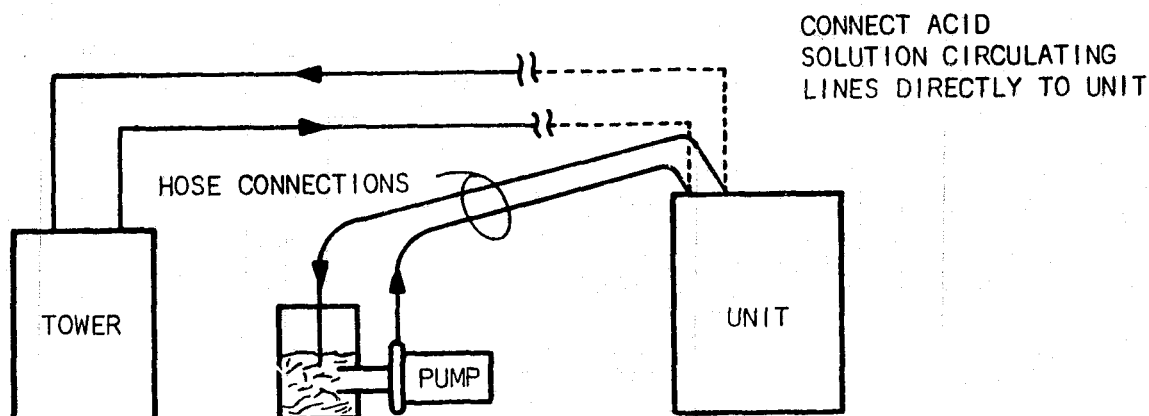 CONNECT ACID
SOLUTION CIRCULATING
LINES DIRECTLY TO UNIT
HOSE CONNECTIONS
TOWER
PUMP
UNIT